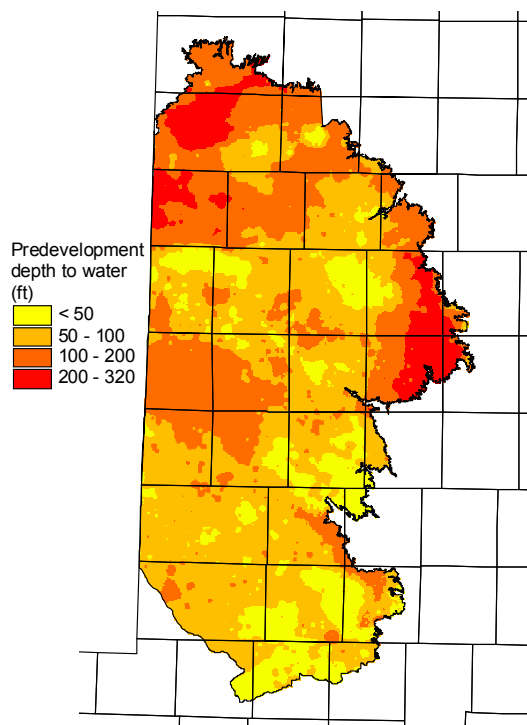 Predevelopment
depth to water
(ft)
< 50
50 - 100
100 - 200
200 - 320